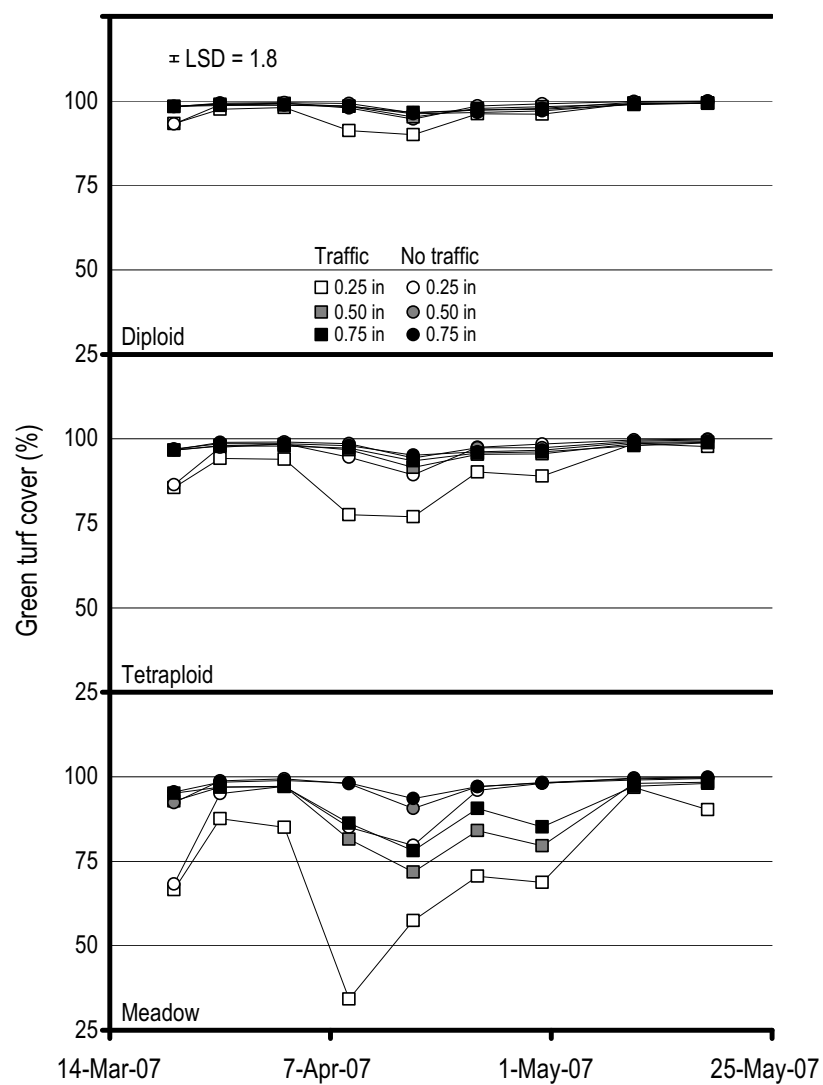 LSD = 1.8
100
75
50
25
Traffic No traffic
0.25 in 0.25 in
0.50 in 0.50 in
0.75 in 0.75 in
Diploid
100
75
50
25
Tetraploid
100
75
50
25
Meadow
Green turf cover (%)
14-Mar-07 7-Apr-07 1-May-07 25-May-07